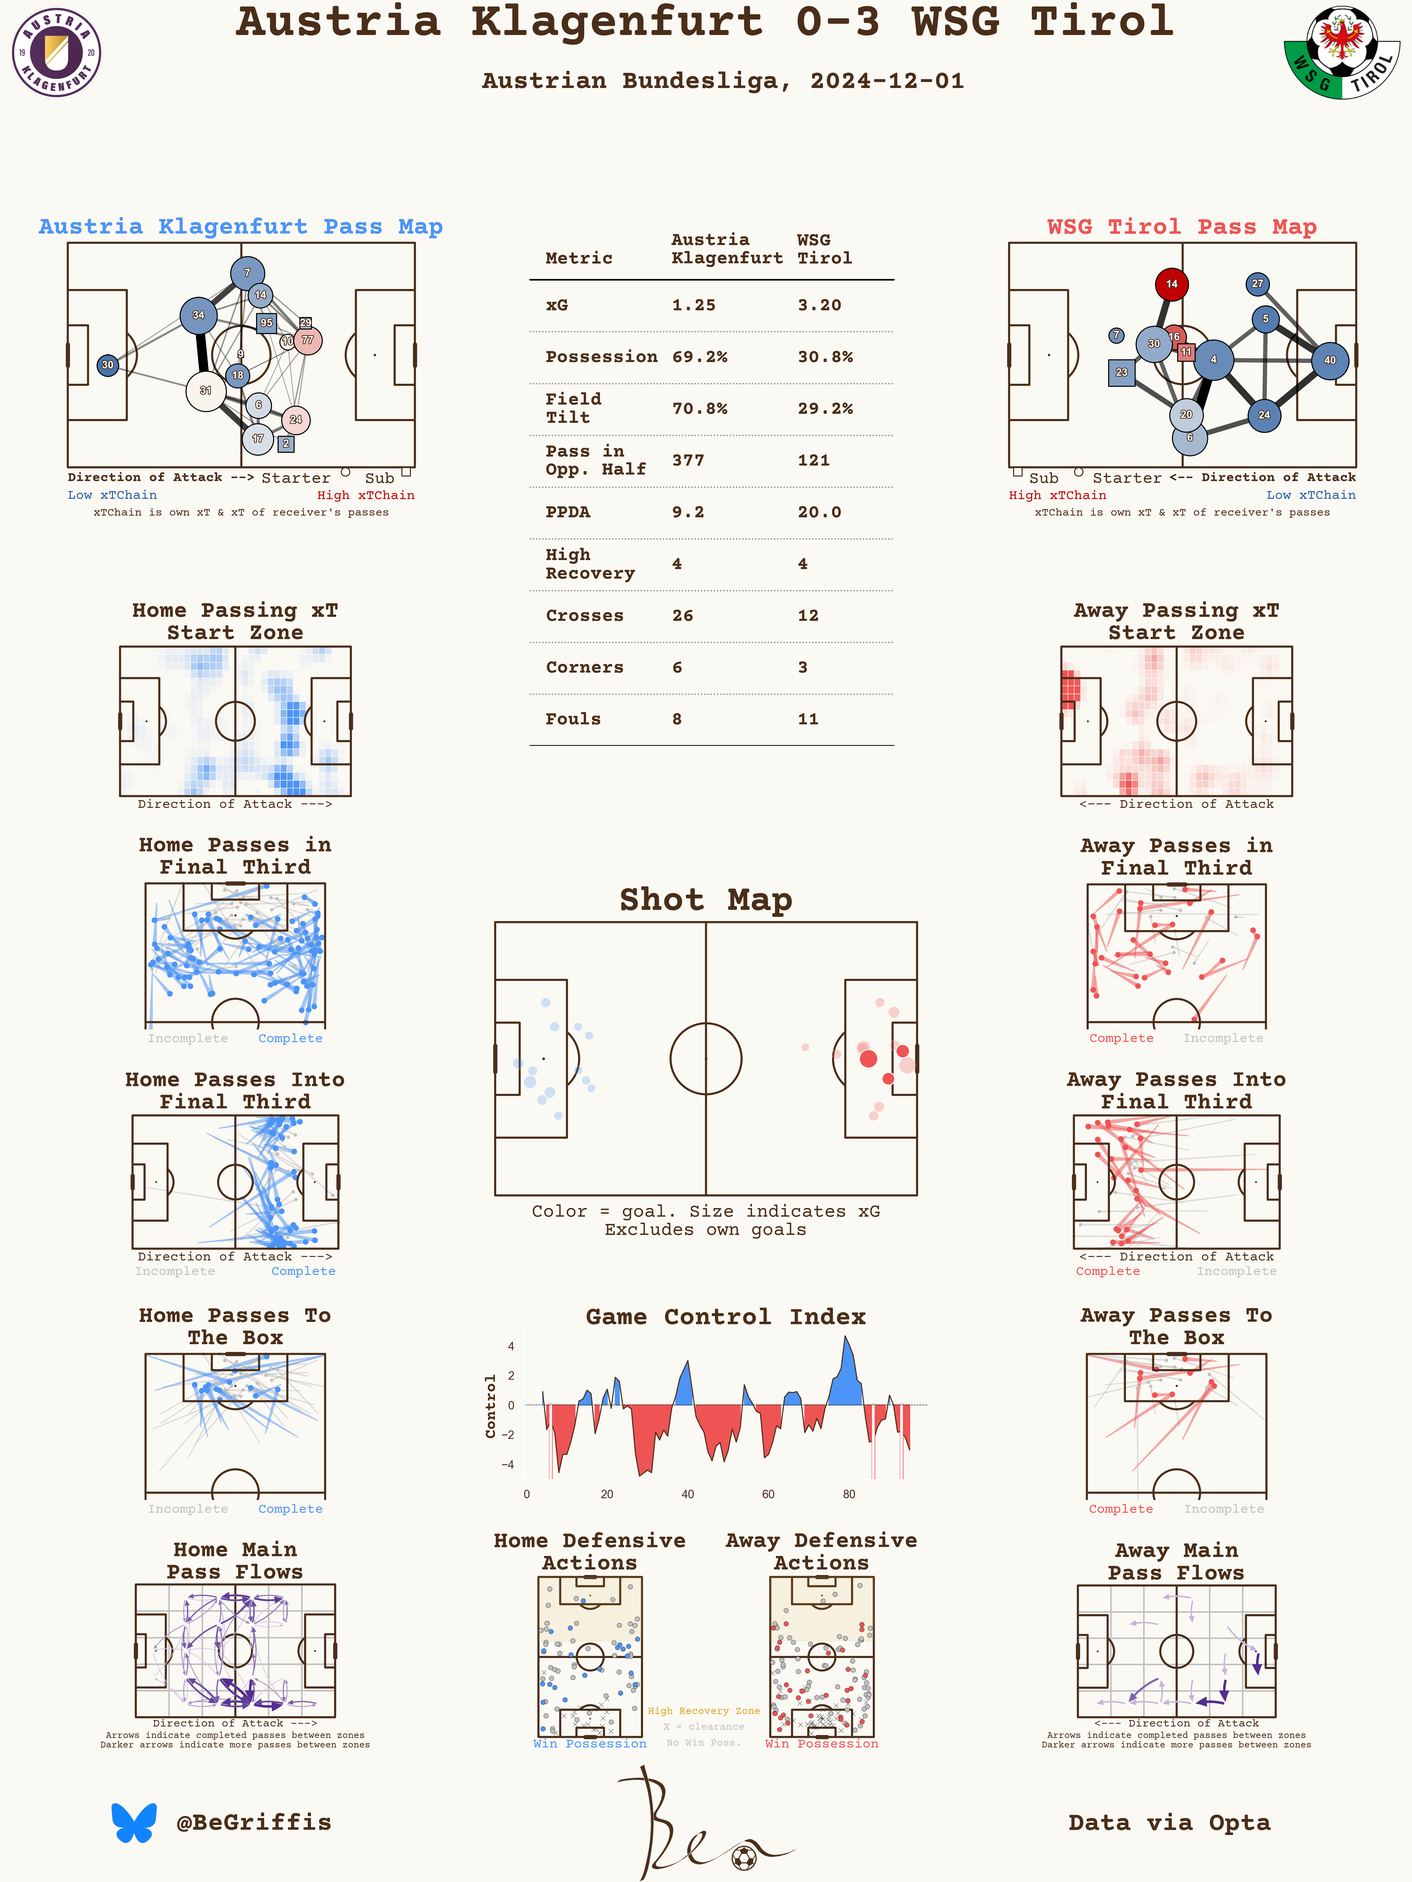 Austria Klagenfurt 0-3 WSG Tirol
Austrian Bundesliga, 2024-12-01
AUSTRIA
19 20
KLAGENFURT
WSG TIROL
Austria Klagenfurt Pass Map
7
14
34
95
29
10
77
9
30
18
31
6
24
17
2
Direction of Attack --> Starter Sub
Low xTChain High xTChain
xTChain is own xT & xT of receiver's passes
Metric Austria Klagenfurt WSG Tirol
xG 1.25 3.20
Possession 69.2% 30.8%
Field Tilt 70.8% 29.2%
Pass in Opp. Half 377 121
PPDA 9.2 20.0
High Recovery 4 4
Crosses 26 12
Corners 6 3
Fouls 8 11
WSG Tirol Pass Map
14
27
5
7
16
30
11
4
40
23
20
24
6
Sub Starter <-- Direction of Attack
High xTChain Low xTChain
xTChain is own xT & xT of receiver's passes
Home Passing xT
Start Zone
Direction of Attack --->
Away Passing xT
Start Zone
<--- Direction of Attack
Home Passes in
Final Third
Incomplete Complete
Away Passes in
Final Third
Complete Incomplete
Shot Map
Color = goal. Size indicates xG
Excludes own goals
Home Passes Into
Final Third
Direction of Attack --->
Incomplete Complete
Away Passes Into
Final Third
<--- Direction of Attack
Complete Incomplete
Home Passes To
The Box
Incomplete Complete
Game Control Index
Control
4
2
0
−2
−4
0 20 40 60 80
Away Passes To
The Box
Complete Incomplete
Home Main
Pass Flows
Direction of Attack --->
Arrows indicate completed passes between zones
Darker arrows indicate more passes between zones
Home Defensive
Actions
Win Possession
High Recovery Zone
X = clearance
No Win Poss.
Away Defensive
Actions
Win Possession
Away Main
Pass Flows
<--- Direction of Attack
Arrows indicate completed passes between zones
Darker arrows indicate more passes between zones
@BeGriffis
Ben
Data via Opta